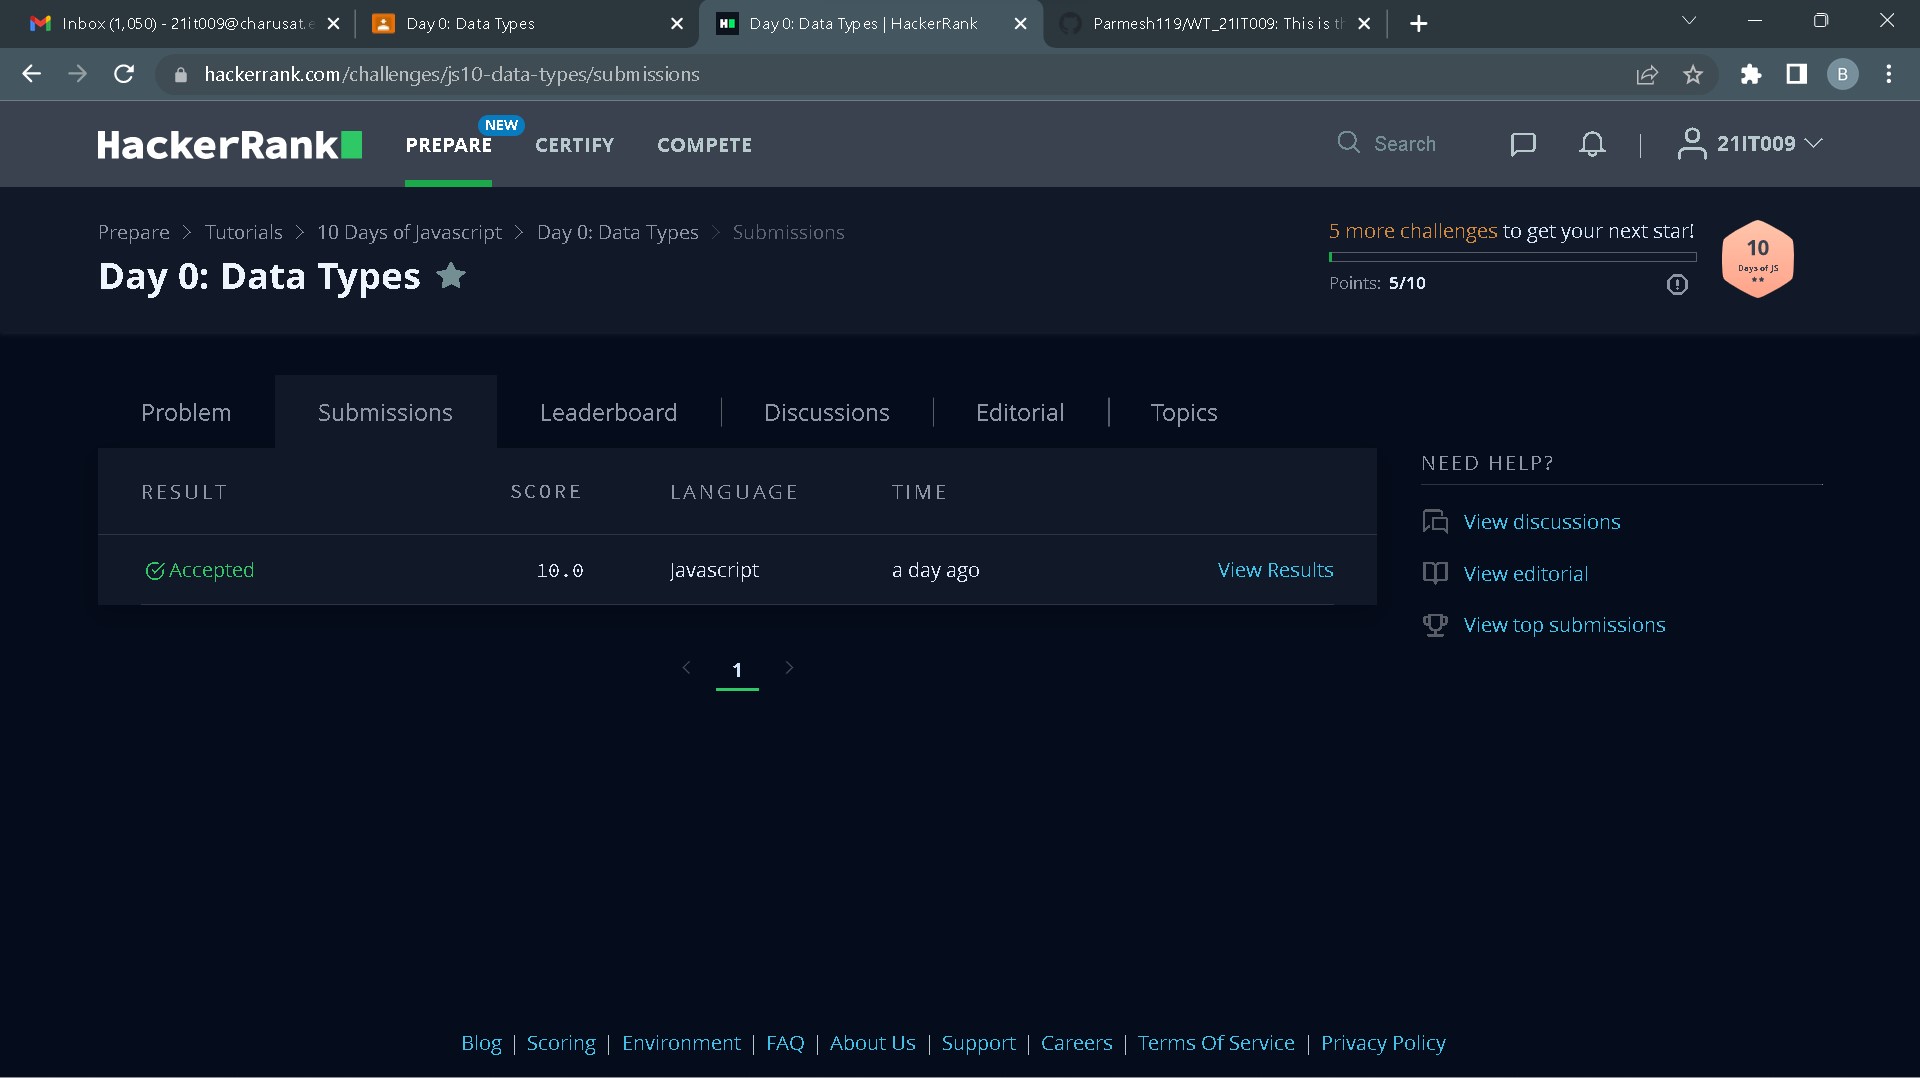 Inbox (1,050) - 21it009@charusat.e
Day 0: Data Types
Day 0: Data Types | HackerRank
Parmesh119/WT_21IT009: This is th
hackerrank.com/challenges/js10-data-types/submissions
B
HackerRank
PREPARE
NEW
CERTIFY
COMPETE
Search
21IT009
Prepare > Tutorials > 10 Days of Javascript > Day 0: Data Types > Submissions
Day 0: Data Types
5 more challenges to get your next star!
Points: 5/10
10
Days of JS
Problem
Submissions
Leaderboard
Discussions
Editorial
Topics
RESULT SCORE LANGUAGE TIME
Accepted 10.0 Javascript a day ago View Results
1
NEED HELP?
View discussions
View editorial
View top submissions
Blog | Scoring | Environment | FAQ | About Us | Support | Careers | Terms Of Service | Privacy Policy